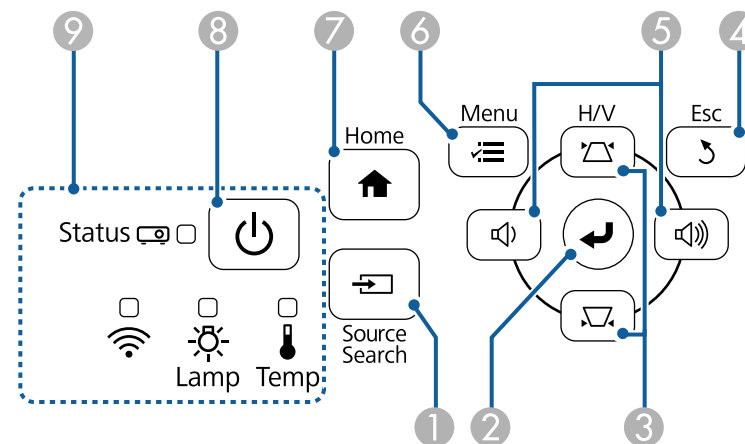 9 8 7 6 5 4
Menu H/V Esc
Home
Status
Source
Search
Lamp Temp
1 2 3